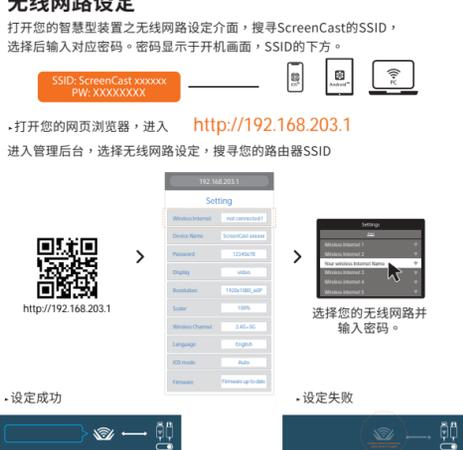 无线网路设定
打开您的智慧型装置之无线网路设定介面，搜寻ScreenCast的SSID，
选择后输入对应密码。密码显示于开机画面，SSID的下方。
SSID: ScreenCast xxxxxx
PW: XXXXXXXX
iOS™
Android™
PC
打开您的网页浏览器，进入 http://192.168.203.1
进入管理后台，选择无线网路设定，搜寻您的路由器SSID
192.168.203.1
Setting
Wireless Internet not connected !
Device Name ScreenCast xxxxxx
Password 12345678
Display video
Resolution 1920x1080_60P
Scaler 100%
Wireless Channel 2.4G+5G
Language English
IOS mode Auto
Firmware Firmware up to date
http://192.168.203.1
Settings
Wireless Internet 1
Wireless Internet 2
Your wireless Internet Name
Wireless Internet 3
Wireless Internet 4
Wireless Internet 5
选择您的无线网路并
输入密码。
设定成功
设定失败